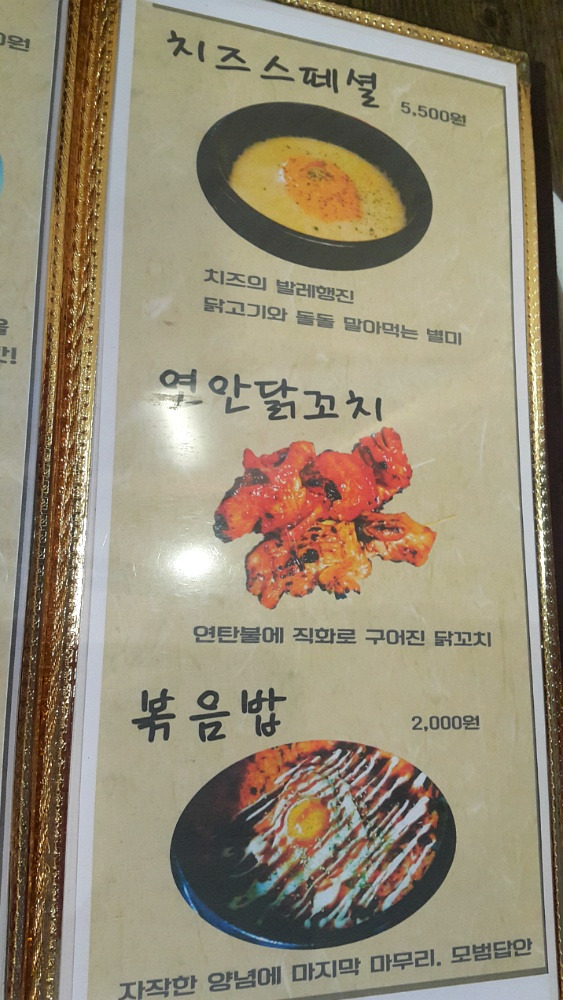 치즈스페셜
5,500원
치즈의 발레행진
닭고기와 돌돌 말아먹는 별미
연안닭꼬치
연탄불에 직화로 구어진 닭꼬치
볶음밥
2,000원
자작한 양념에 마지막 마무리. 모범답안